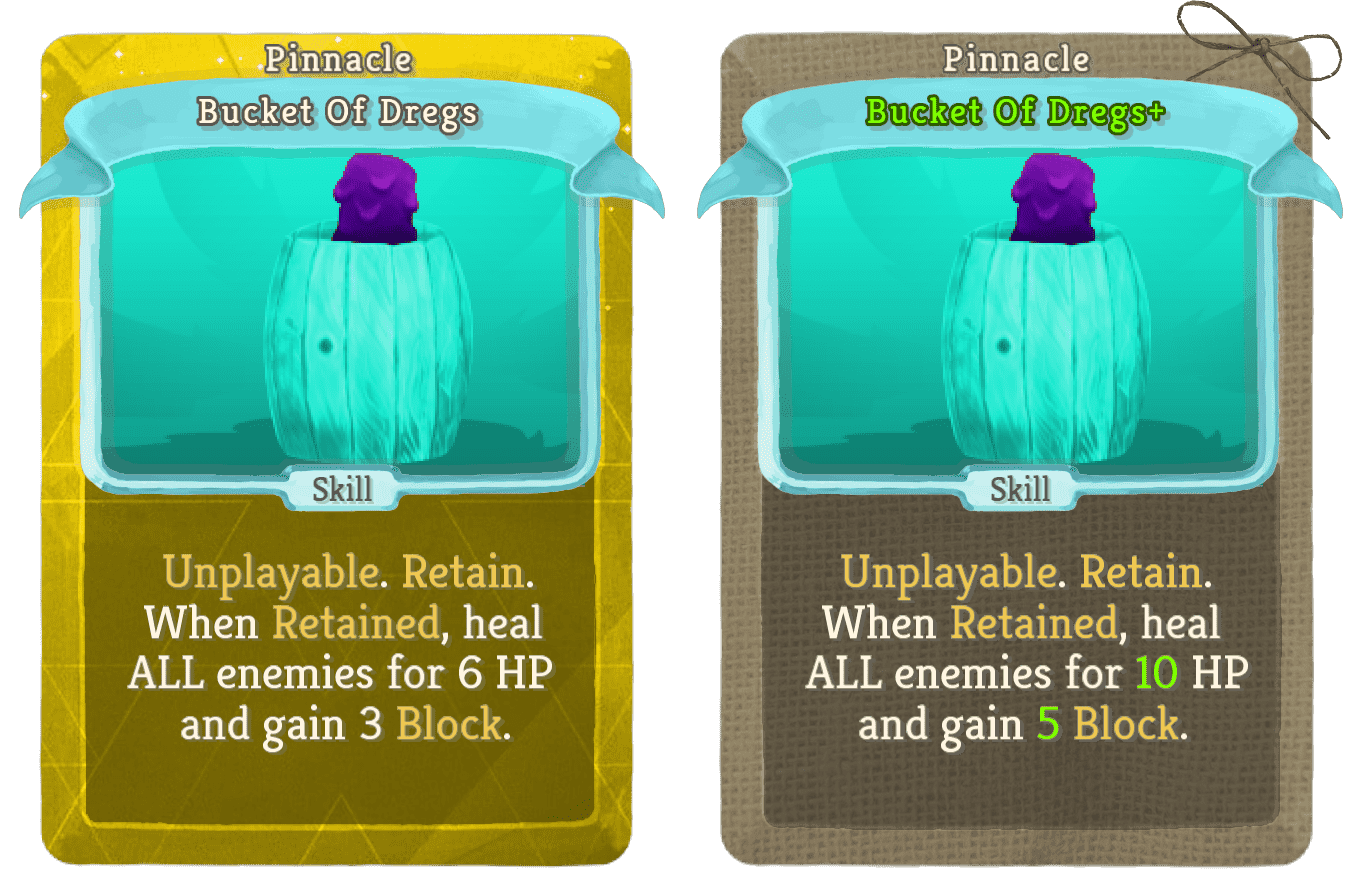 Pinnacle
Bucket Of Dregs
Skill
Unplayable. Retain.
When Retained, heal
ALL enemies for 6 HP
and gain 3 Block.
Pinnacle
Bucket Of Dregs+
Skill
Unplayable. Retain.
When Retained, heal
ALL enemies for 10 HP
and gain 5 Block.